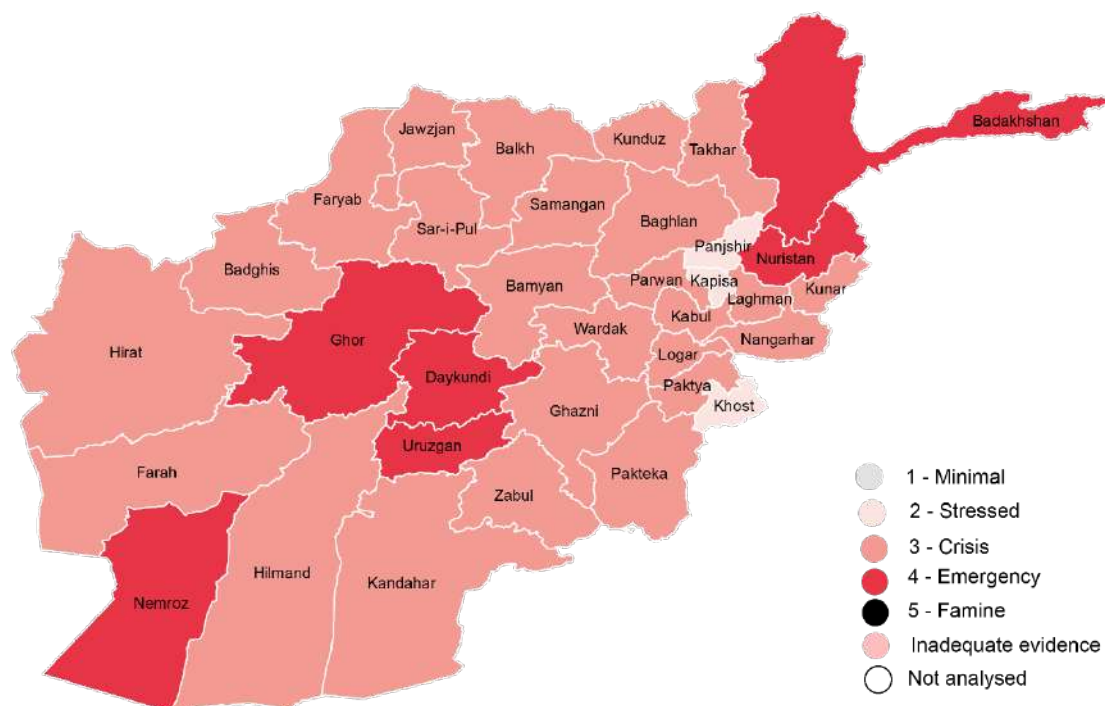 Badakhshan
Jawzjan
Balkh
Kunduz
Takhar
Faryab
Samangan
Baghlan
Sar-i-Pul
Panjshir
Nuristan
Badghis
Bamyan
Parwan
Kapisa
Laghman
Kunar
Kabul
Wardak
Nangarhar
Ghor
Hirat
Logar
Daykundi
Paktya
Khost
Ghazni
Uruzgan
Farah
Pakteka
Zabul
Hilmand
Kandahar
Nemroz
1 - Minimal
2 - Stressed
3 - Crisis
4 - Emergency
5 - Famine
Inadequate evidence
Not analysed